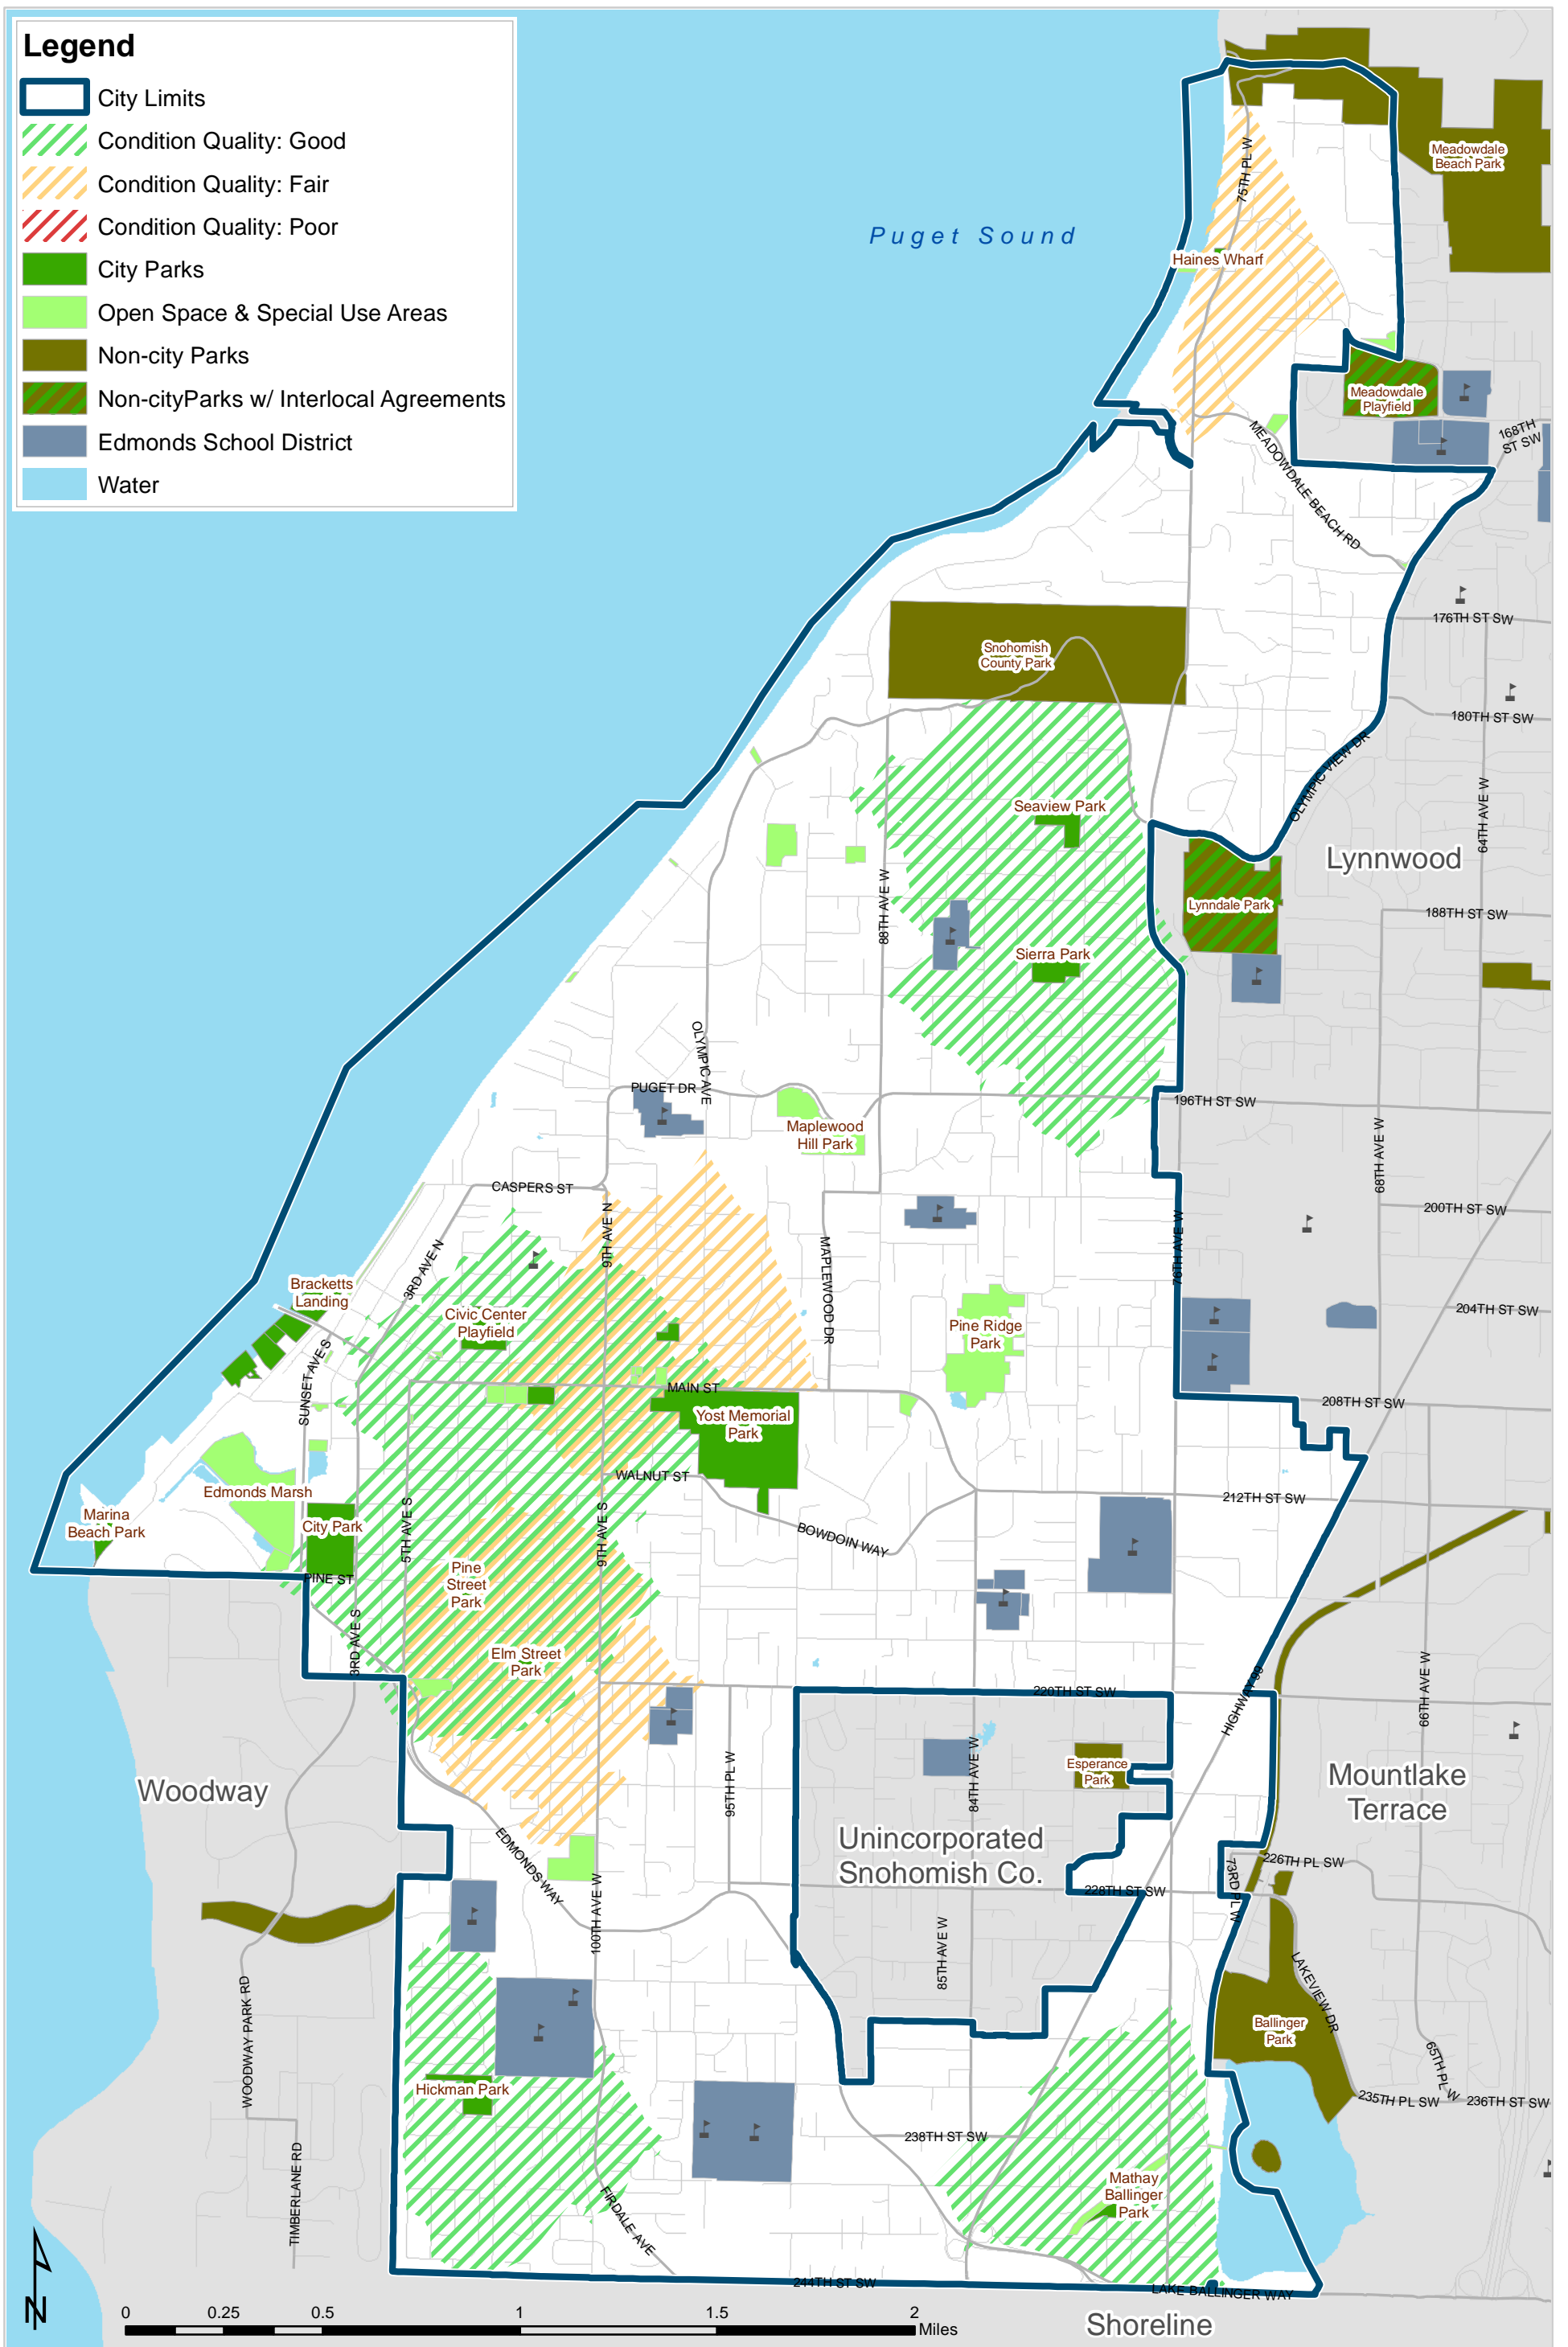 Legend
City Limits
Condition Quality: Good
Condition Quality: Fair
Condition Quality: Poor
City Parks
Open Space & Special Use Areas
Non-city Parks
Non-cityParks w/ Interlocal Agreements
Edmonds School District
Water
Puget Sound
75TH PL W
Meadowdale
Beach Park
Haines Wharf
Meadowdale
Playfield
168TH
ST SW
MEADOWDALE BEACH RD
176TH ST SW
Snohomish
County Park
180TH ST SW
OLYMPIC VIEW DR
64TH AVE W
Seaview Park
Lynnwood
88TH AVE W
Lynndale Park
188TH ST SW
Sierra Park
OLYMPIC AVE
PUGET DR
196TH ST SW
Maplewood
Hill Park
68TH AVE W
CASPERS ST
200TH ST SW
9TH AVE N
76TH AVE W
MAPLEWOOD DR
3RD AVE N
Bracketts
Landing
Civic Center
Playfield
204TH ST SW
Pine Ridge
Park
SUNSET AVE S
MAIN ST
208TH ST SW
Yost Memorial
Park
WALNUT ST
Edmonds Marsh
212TH ST SW
Marina
Beach Park
City Park
5TH AVE S
9TH AVE S
BOWDOIN WAY
PINE ST
Pine
Street
Park
3RD AVE S
Elm Street
Park
220TH ST SW
HIGHWAY 99
66TH AVE W
Woodway
95TH PL W
84TH AVE W
Esperance
Park
Mountlake
Terrace
Unincorporated
Snohomish Co.
EDMONDS WAY
226TH PL SW
73RD PL W
228TH ST SW
100TH AVE W
85TH AVE W
LAKEVIEW DR
WOODWAY PARK RD
Ballinger
Park
65TH PL W
Hickman Park
235TH PL SW
236TH ST SW
238TH ST SW
TIMBERLANE RD
Mathay
Ballinger
Park
FIRDALE AVE
244TH ST SW
LAKE BALLINGER WAY
N
0 0.25 0.5 1 1.5 2
Miles
Shoreline